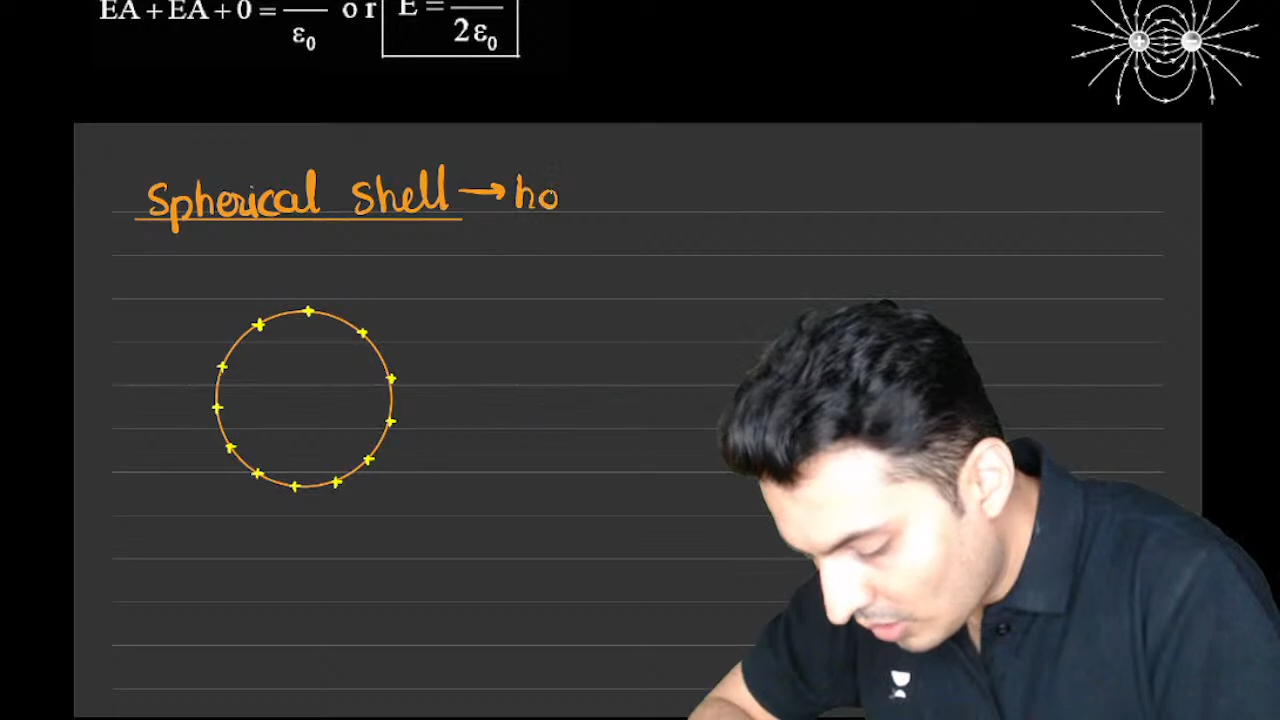 EA + EA + 0 = ― / ε₀ or E = ― / 2ε₀
+ −
Spherical Shell → ho
+ + + + + + + + + + + + +